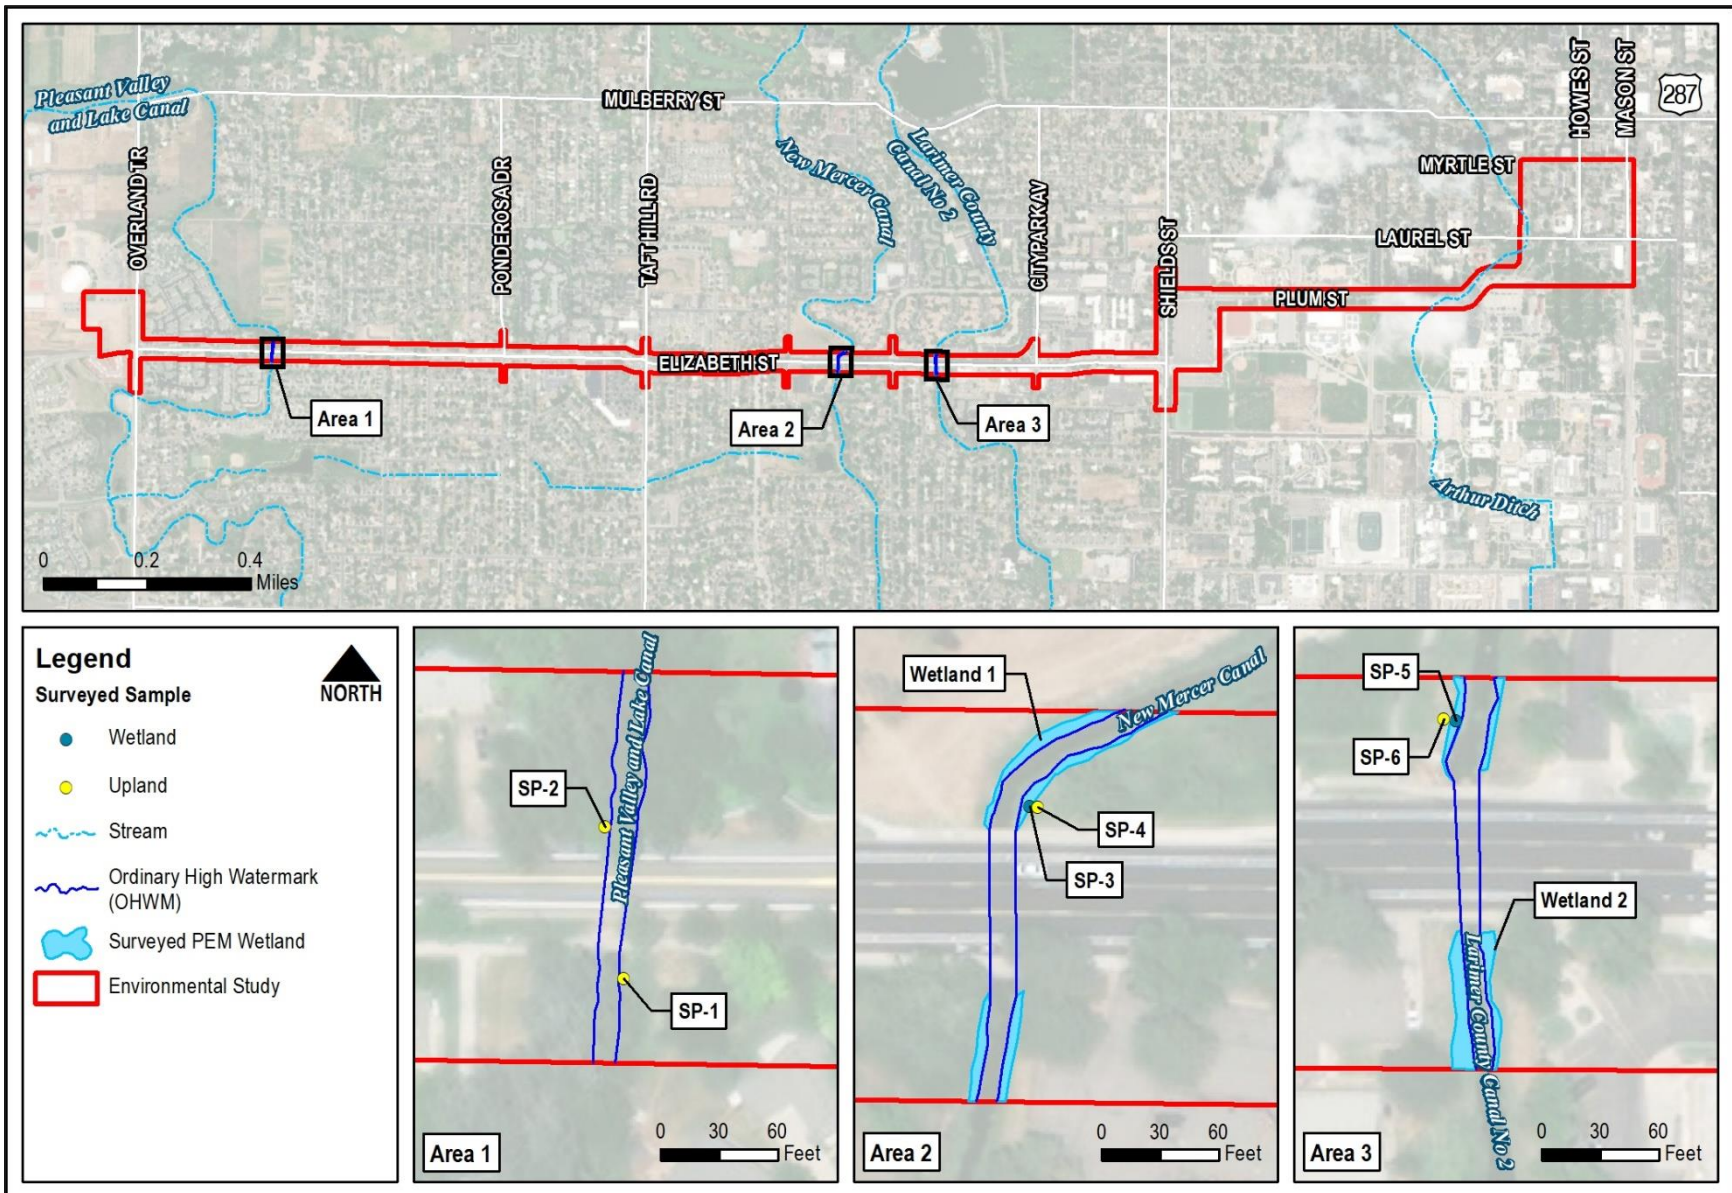 Pleasant Valley
and Lake Canal
MULBERRY ST
OVERLAND TR
PONDEROSA DR
TAFT HILL RD
New Mercer Canal
Larimer County
Canal No 2
CITY PARK AV
SHIELDS ST
MYRTLE ST
LAUREL ST
HOWES ST
MASON ST
287
PLUM ST
ELIZABETH ST
Area 1
Area 2
Area 3
Arthur Ditch
0 0.2 0.4
Miles
Legend
NORTH
Surveyed Sample
Wetland
Upland
Stream
Ordinary High Watermark
(OHWM)
Surveyed PEM Wetland
Environmental Study
Pleasant Valley and Lake Canal
SP-2
SP-1
Area 1
0 30 60
Feet
Wetland 1
New Mercer Canal
SP-4
SP-3
Area 2
0 30 60
Feet
SP-5
SP-6
Wetland 2
Larimer County Canal No 2
Area 3
0 30 60
Feet